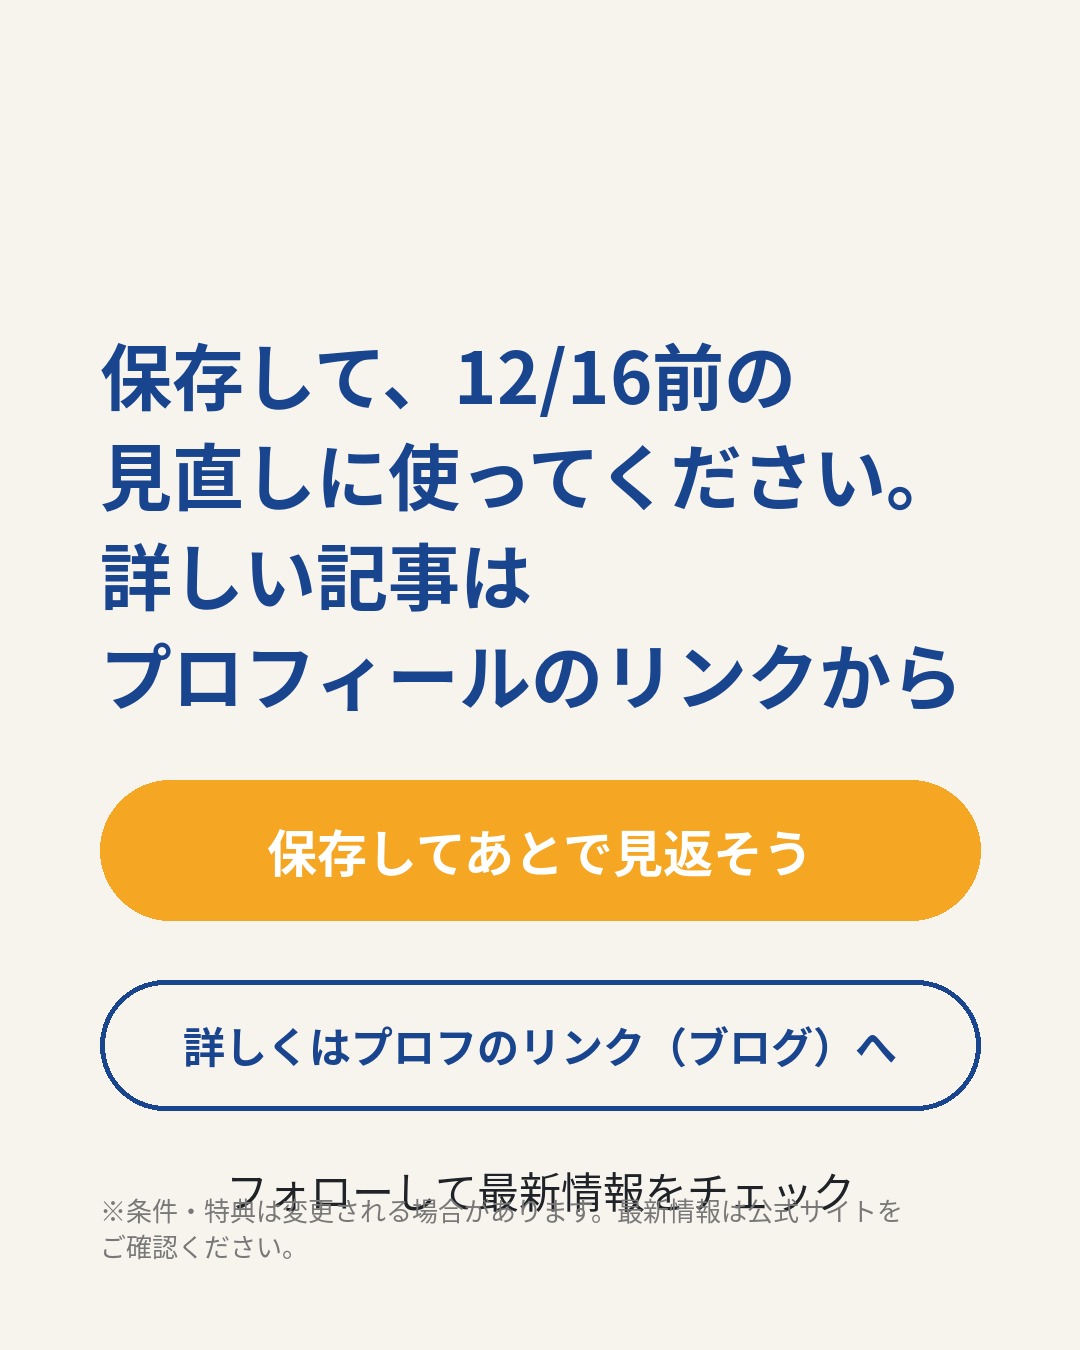 保存して、12/16前の
見直しに使ってください。
詳しい記事は
プロフィールのリンクから
保存してあとで見返そう
詳しくはプロフのリンク（ブログ）へ
フォローして最新情報をチェック
※条件・特典は変更される場合があります。最新情報は公式サイトを
ご確認ください。